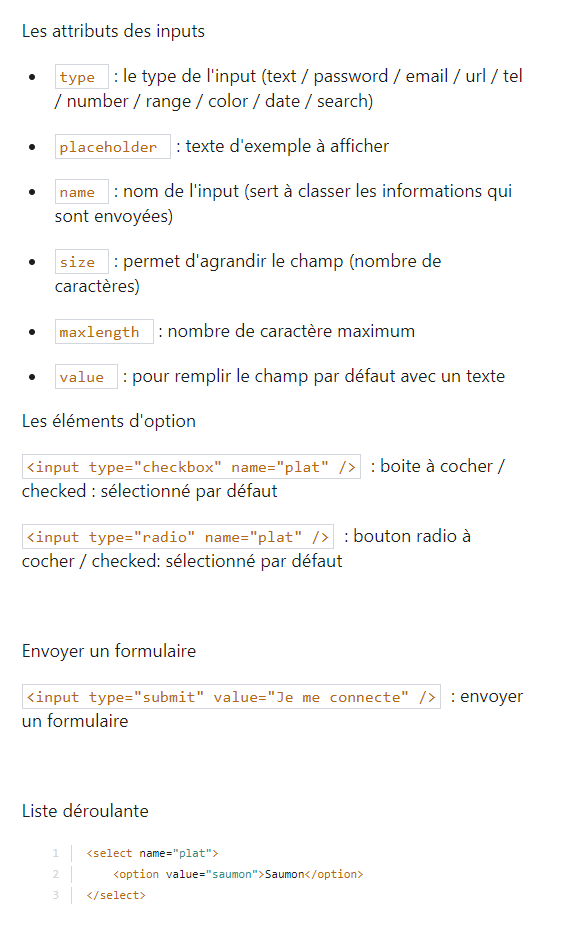 Les attributs des inputs
• type : le type de l'input (text / password / email / url / tel
/ number / range / color / date / search)
• placeholder : texte d'exemple à afficher
• name : nom de l'input (sert à classer les informations qui
sont envoyées)
• size : permet d'agrandir le champ (nombre de
caractères)
• maxlength : nombre de caractère maximum
• value : pour remplir le champ par défaut avec un texte
Les éléments d'option
<input type="checkbox" name="plat" /> : boite à cocher /
checked : sélectionné par défaut
<input type="radio" name="plat" /> : bouton radio à
cocher / checked: sélectionné par défaut
Envoyer un formulaire
<input type="submit" value="Je me connecte" /> : envoyer
un formulaire
Liste déroulante
1 <select name="plat">
2     <option value="saumon">Saumon</option>
3 </select>